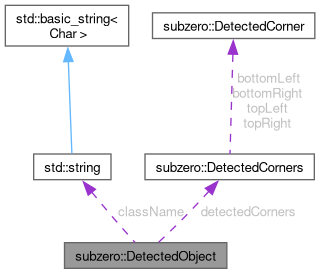 std::basic_string<
Char >
subzero::DetectedCorner
bottomLeft
bottomRight
topLeft
topRight
std::string
subzero::DetectedCorners
className
detectedCorners
subzero::DetectedObject